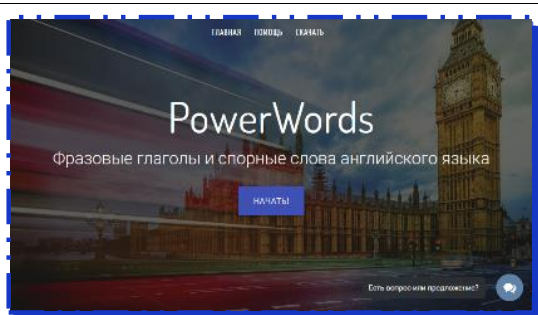 ГЛАВНАЯ ПОМОЩЬ СКАЧАТЬ
PowerWords
Фразовые глаголы и спорные слова английского языка
НАЧАТЬ!
Есть вопрос или предложение?